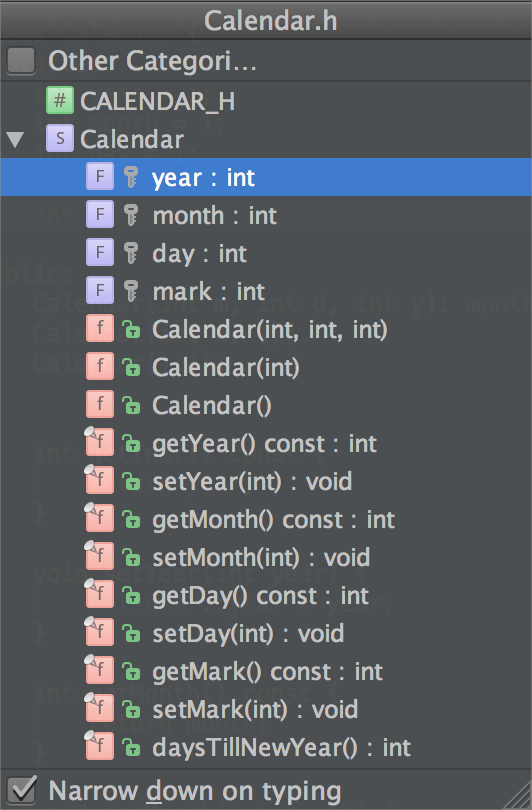 Calendar.h
Other Categori…
# CALENDAR_H
S Calendar
F year : int
F month : int
F day : int
F mark : int
f Calendar(int, int, int)
f Calendar(int)
f Calendar()
f getYear() const : int
f setYear(int) : void
f getMonth() const : int
f setMonth(int) : void
f getDay() const : int
f setDay(int) : void
f getMark() const : int
f setMark(int) : void
f daysTillNewYear() : int
Narrow down on typing